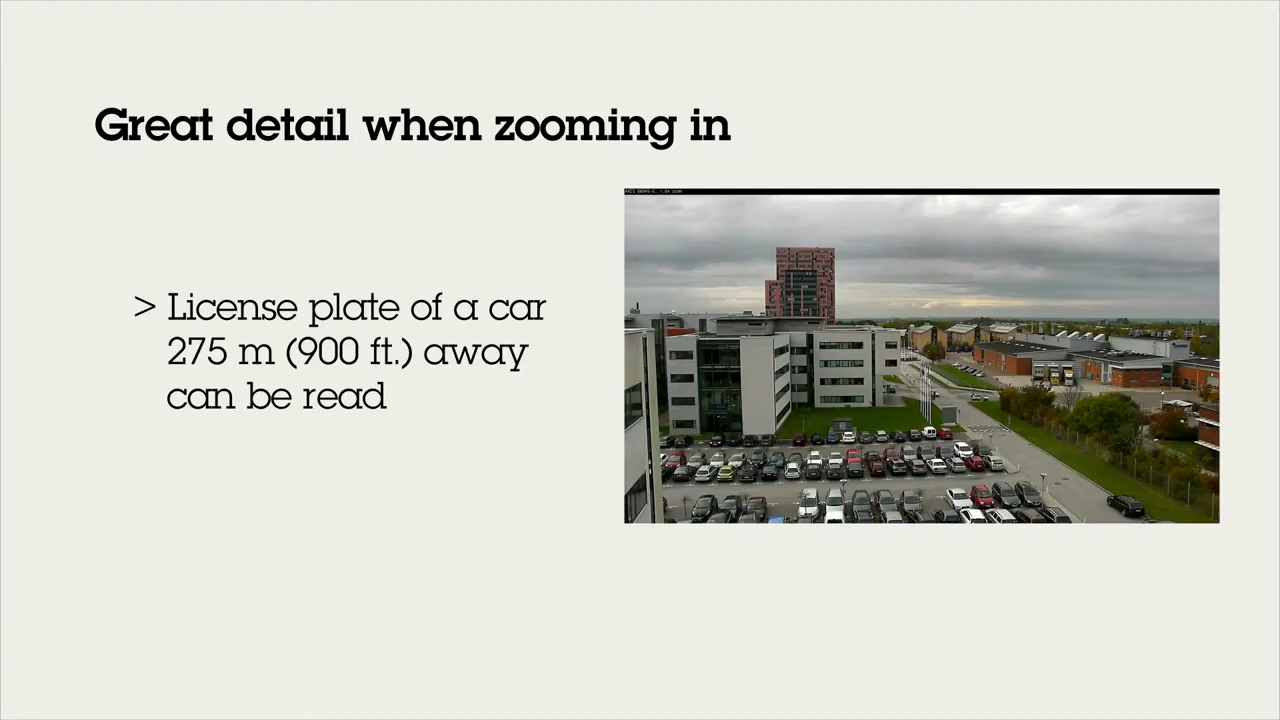 Great detail when zooming in
> License plate of a car
275 m (900 ft.) away
can be read